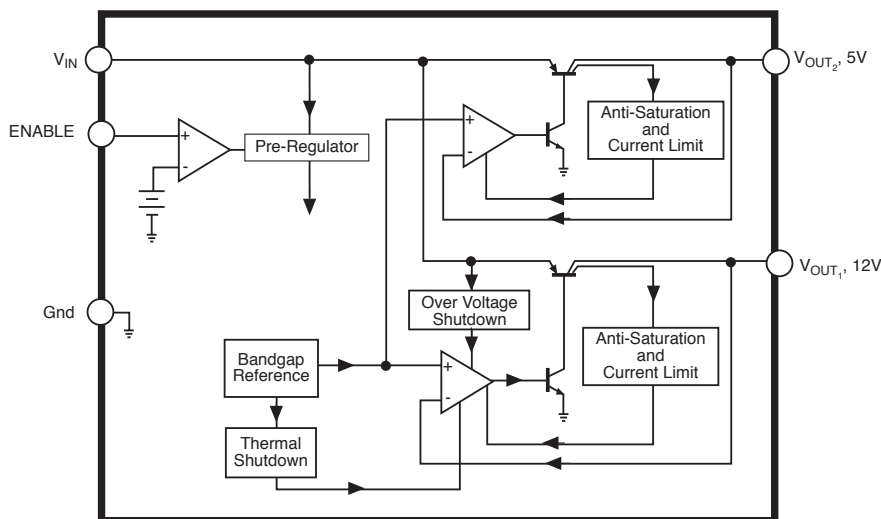 V_IN
V_OUT₂, 5V
ENABLE
+
-
Pre-Regulator
+
-
Anti-Saturation
and
Current Limit
V_OUT₁, 12V
Gnd
Over Voltage
Shutdown
Anti-Saturation
and
Current Limit
Bandgap
Reference
+
-
Thermal
Shutdown